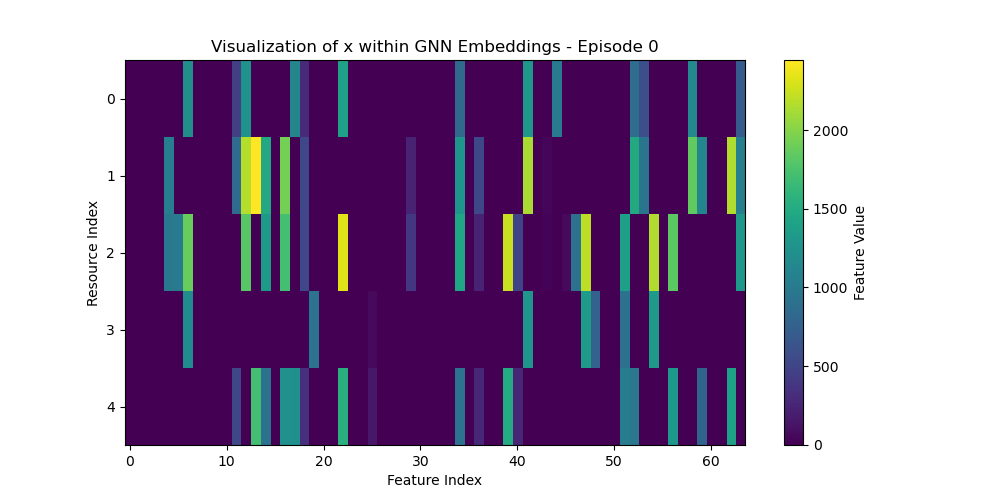 Visualization of x within GNN Embeddings - Episode 0
0
1
2
3
4
Resource Index
0 10 20 30 40 50 60
Feature Index
2000
1500
1000
500
0
Feature Value